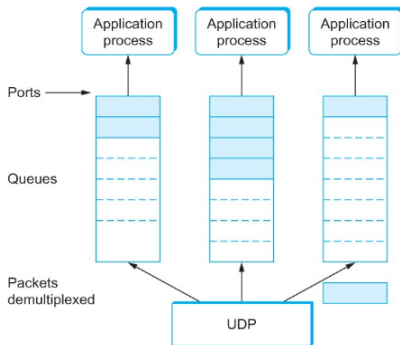 Application
process
Application
process
Application
process
Ports
Queues
Packets
demultiplexed
UDP